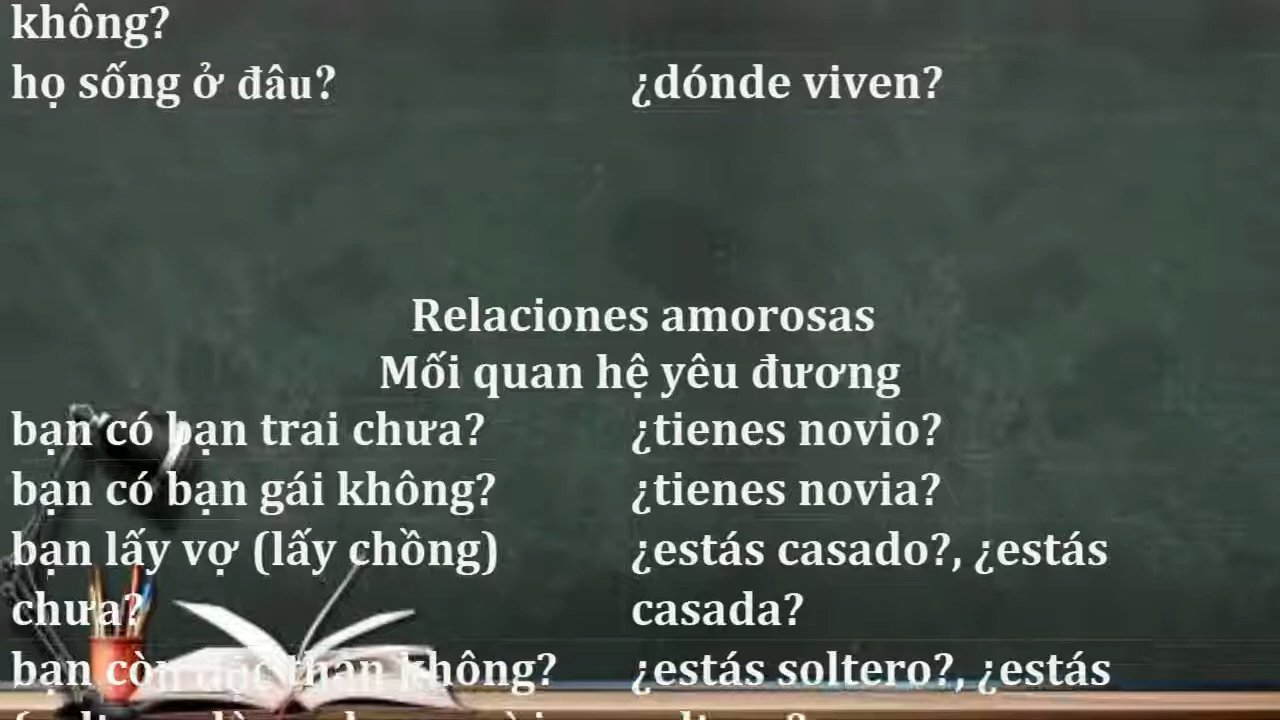 không?
họ sống ở đâu? ¿dónde viven?
Relaciones amorosas
Mối quan hệ yêu đương
bạn có bạn trai chưa? ¿tienes novio?
bạn có bạn gái không? ¿tienes novia?
bạn lấy vợ (lấy chồng) ¿estás casado?, ¿estás
chưa? casada?
bạn còn độc thân không? ¿estás soltero?, ¿estás